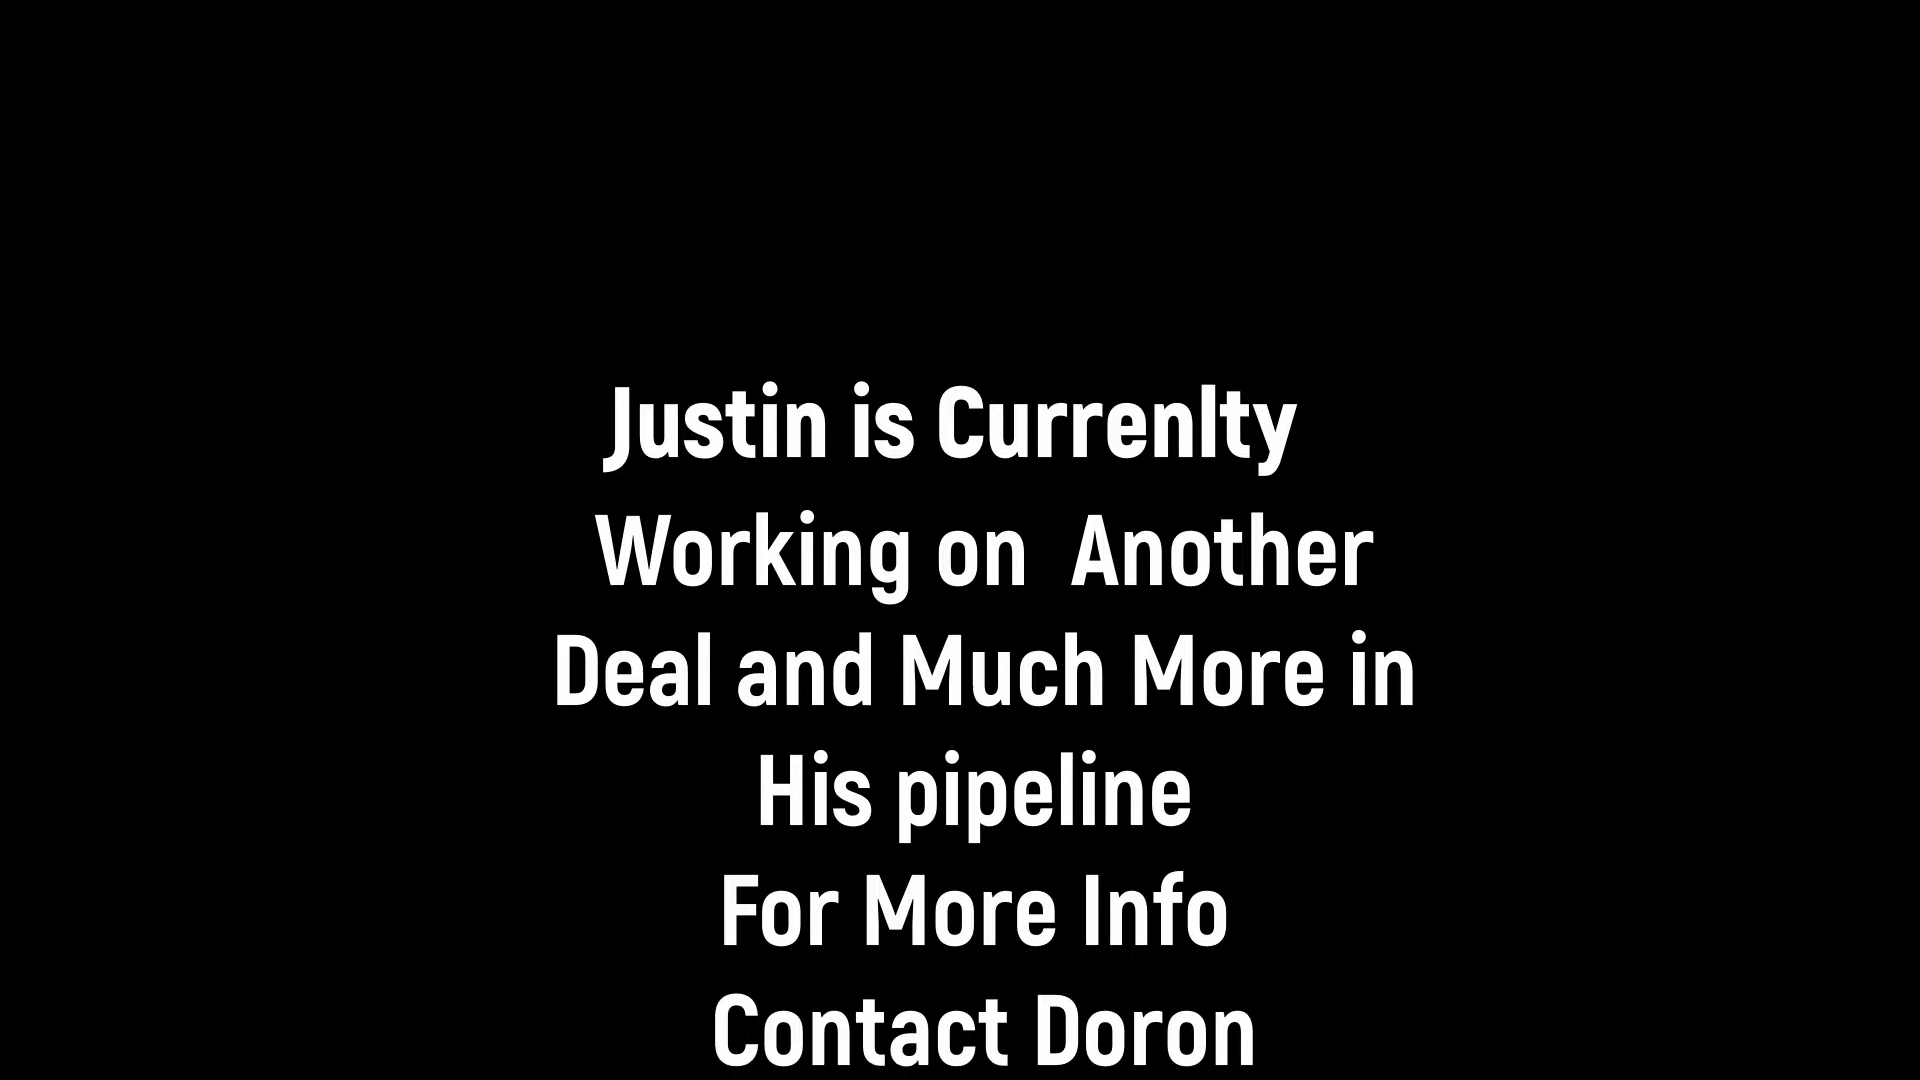 Justin is Currenlty
Working on  Another
Deal and Much More in
His pipeline
For More Info
Contact Doron